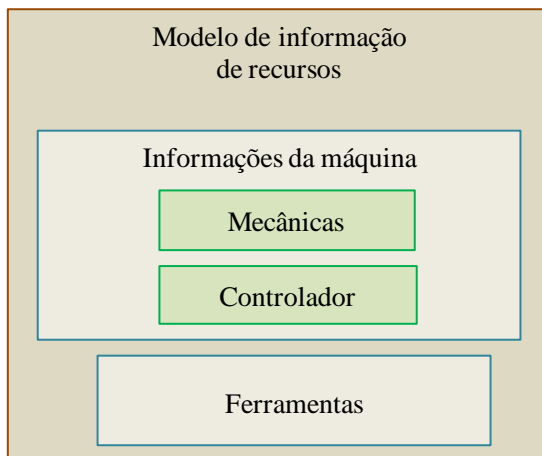 Modelo de informação
de recursos
Informações da máquina
Mecânicas
Controlador
Ferramentas